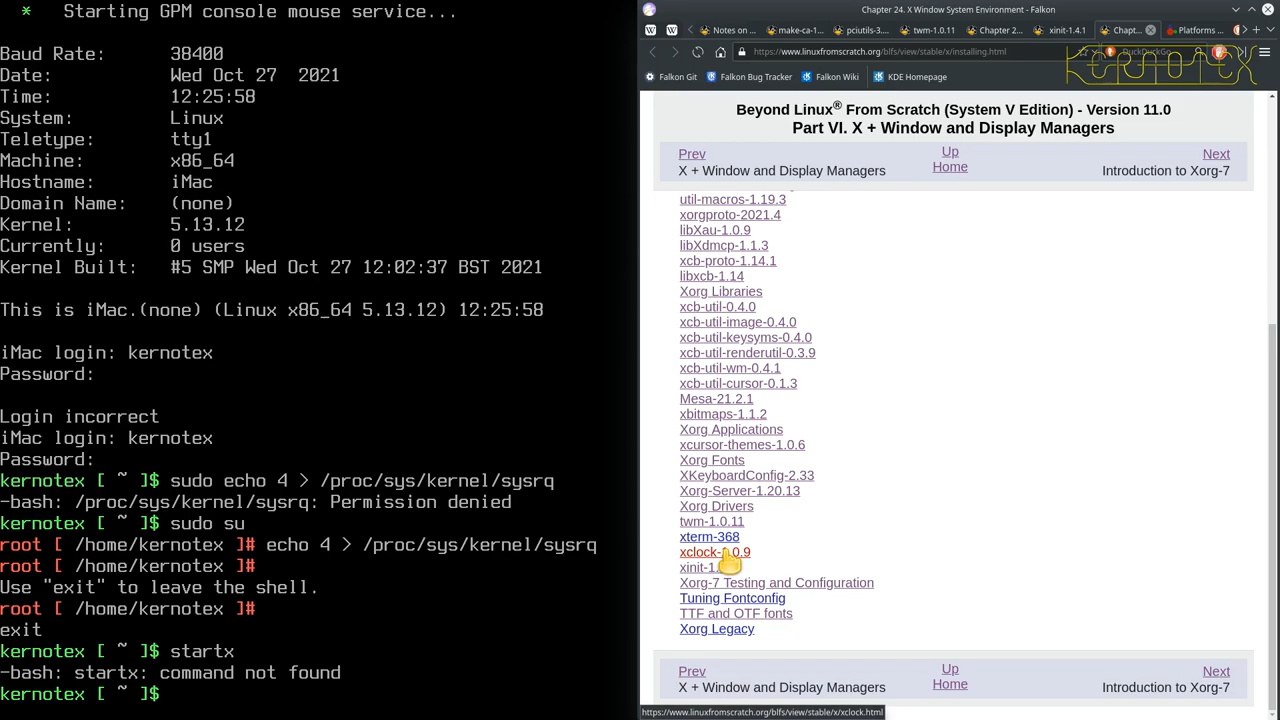 *   Starting GPM console mouse service...
Baud Rate:     38400
Date:          Wed Oct 27  2021
Time:          12:25:58
System:        Linux
Teletype:      tty1
Machine:       x86_64
Hostname:      iMac
Domain Name:   (none)
Kernel:        5.13.12
Currently:     0 users
Kernel Built:  #5 SMP Wed Oct 27 12:02:37 BST 2021
This is iMac.(none) (Linux x86_64 5.13.12) 12:25:58
iMac login: kernotex
Password:
Login incorrect
iMac login: kernotex
Password:
kernotex [ ~ ]$ sudo echo 4 > /proc/sys/kernel/sysrq
-bash: /proc/sys/kernel/sysrq: Permission denied
kernotex [ ~ ]$ sudo su
root [ /home/kernotex ]# echo 4 > /proc/sys/kernel/sysrq
root [ /home/kernotex ]#
Use "exit" to leave the shell.
root [ /home/kernotex ]#
exit
kernotex [ ~ ]$ startx
-bash: startx: command not found
kernotex [ ~ ]$
Chapter 24. X Window System Environment - Falkon
Notes on ... make-ca-1... pciutils-3... twm-1.0.11 Chapter 2... xinit-1.4.1 Chapt... Platforms ...
https://www.linuxfromscratch.org/blfs/view/stable/x/installing.html DuckDuckGo
KERNOTEX
Falkon Git Falkon Bug Tracker Falkon Wiki KDE Homepage
Beyond Linux® From Scratch (System V Edition) - Version 11.0
Part VI. X + Window and Display Managers
Prev Up Next
X + Window and Display Managers Home Introduction to Xorg-7
util-macros-1.19.3
xorgproto-2021.4
libXau-1.0.9
libXdmcp-1.1.3
xcb-proto-1.14.1
libxcb-1.14
Xorg Libraries
xcb-util-0.4.0
xcb-util-image-0.4.0
xcb-util-keysyms-0.4.0
xcb-util-renderutil-0.3.9
xcb-util-wm-0.4.1
xcb-util-cursor-0.1.3
Mesa-21.2.1
xbitmaps-1.1.2
Xorg Applications
xcursor-themes-1.0.6
Xorg Fonts
XKeyboardConfig-2.33
Xorg-Server-1.20.13
Xorg Drivers
twm-1.0.11
xterm-368
xclock-1.0.9
xinit-1.
Xorg-7 Testing and Configuration
Tuning Fontconfig
TTF and OTF fonts
Xorg Legacy
Prev Up Next
X + Window and Display Managers Home Introduction to Xorg-7
https://www.linuxfromscratch.org/blfs/view/stable/x/xclock.html